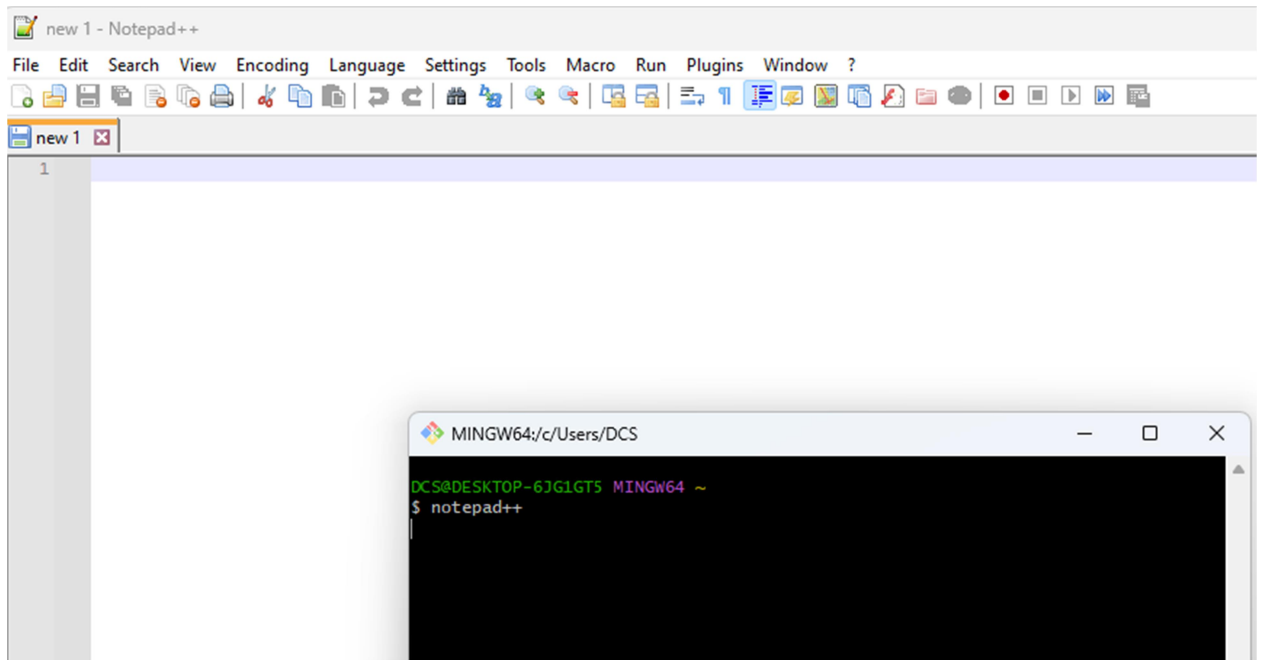 new 1 - Notepad++
File Edit Search View Encoding Language Settings Tools Macro Run Plugins Window ?
new 1
1
MINGW64:/c/Users/DCS
DCS@DESKTOP-6JG1GT5 MINGW64 ~
$ notepad++